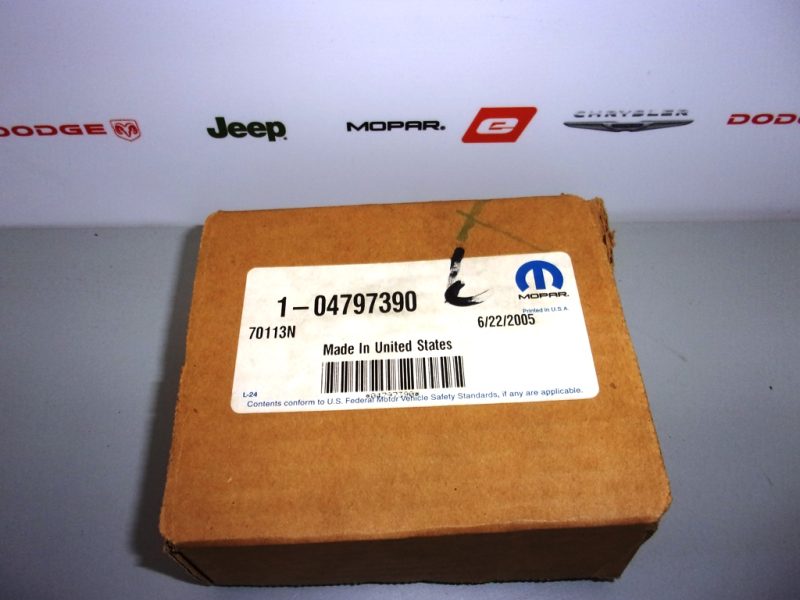 DODGE
Jeep
MOPAR®
e
CHRYSLER
DODGE
MOPAR®
1-04797390
Printed in U.S.A.
70113N
6/22/2005
Made In United States
*04797390*
L-24
Contents conform to U.S. Federal Motor Vehicle Safety Standards, if any are applicable.